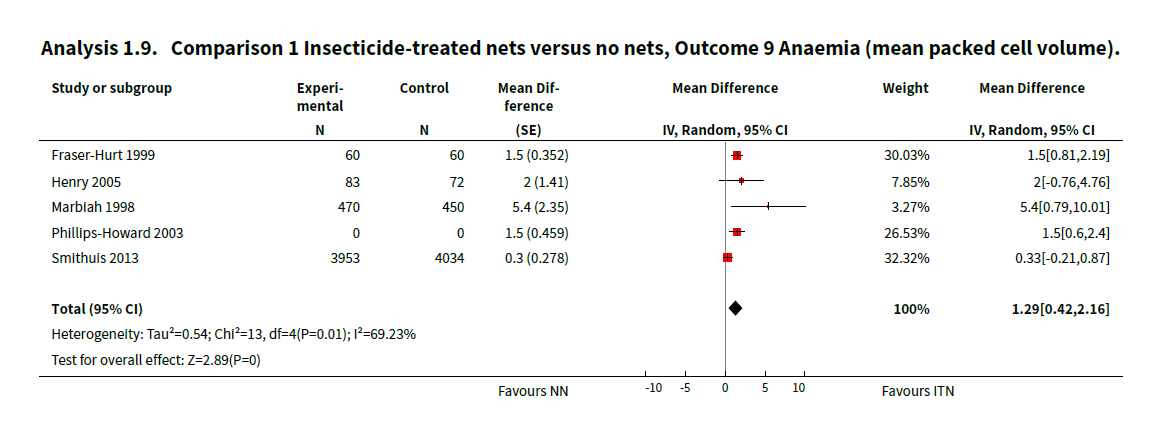 Analysis 1.9. Comparison 1 Insecticide-treated nets versus no nets, Outcome 9 Anaemia (mean packed cell volume).
Study or subgroup Experi- Control Mean Dif- Mean Difference Weight Mean Difference
mental ference
N N (SE) IV, Random, 95% CI IV, Random, 95% CI
Fraser-Hurt 1999 60 60 1.5 (0.352) 30.03% 1.5[0.81,2.19]
Henry 2005 83 72 2 (1.41) 7.85% 2[-0.76,4.76]
Marbiah 1998 470 450 5.4 (2.35) 3.27% 5.4[0.79,10.01]
Phillips-Howard 2003 0 0 1.5 (0.459) 26.53% 1.5[0.6,2.4]
Smithuis 2013 3953 4034 0.3 (0.278) 32.32% 0.33[-0.21,0.87]
Total (95% CI) 100% 1.29[0.42,2.16]
Heterogeneity: Tau²=0.54; Chi²=13, df=4(P=0.01); I²=69.23%
Test for overall effect: Z=2.89(P=0)
Favours NN -10 -5 0 5 10 Favours ITN